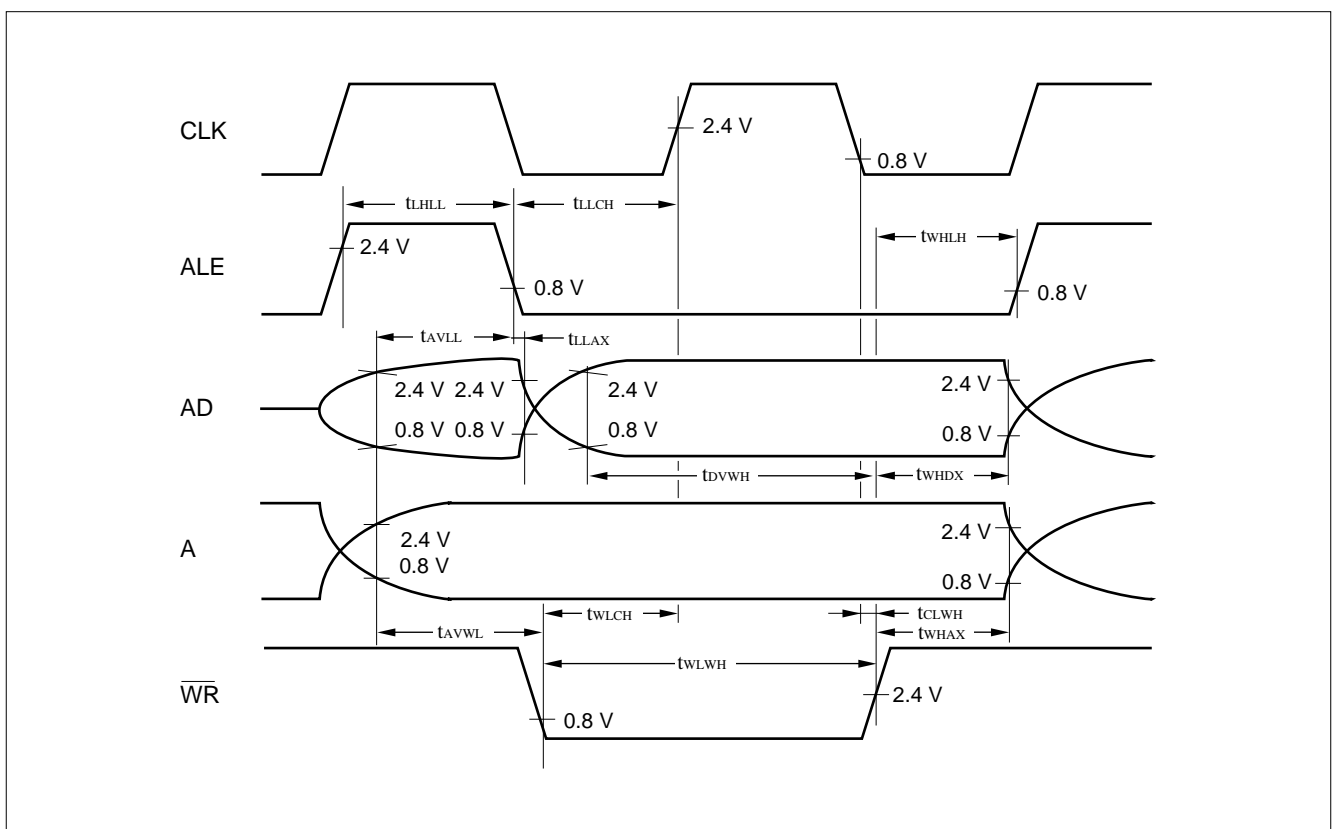 CLK
2.4 V
0.8 V
tLHLL
tLLCH
tWHLH
ALE
2.4 V
0.8 V
0.8 V
tAVLL
tLLAX
AD
2.4 V 2.4 V
2.4 V
2.4 V
0.8 V 0.8 V
0.8 V
0.8 V
tDVWH
tWHDX
A
2.4 V
0.8 V
2.4 V
0.8 V
tWLCH
tCLWH
tAVWL
tWHAX
tWLWH
WR
2.4 V
0.8 V